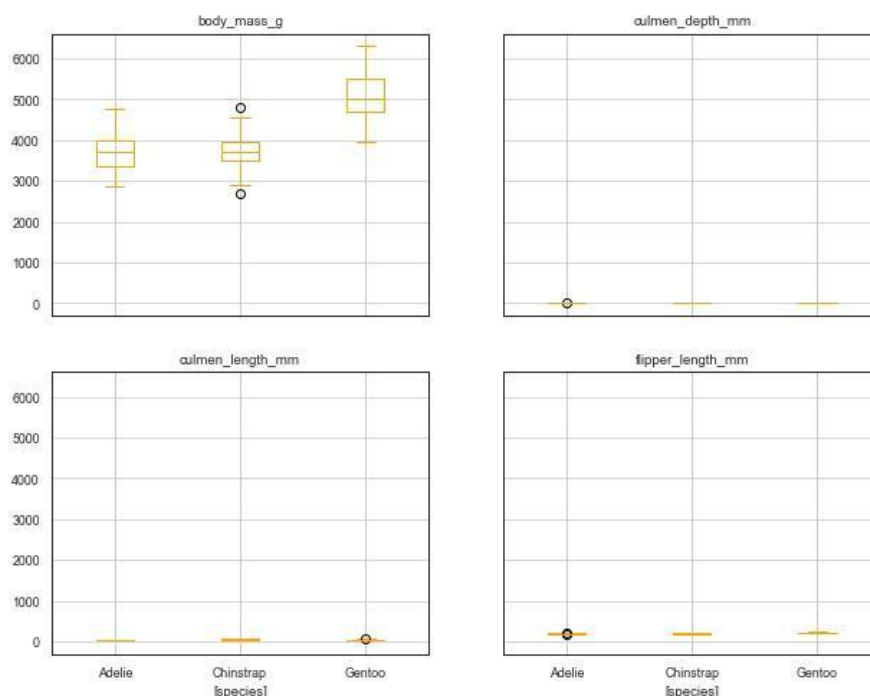 body_mass_g
culmen_depth_mm
6000
5000
4000
3000
2000
1000
0
culmen_length_mm
flipper_length_mm
6000
5000
4000
3000
2000
1000
0
Adelie
Chinstrap
Gentoo
[species]
Adelie
Chinstrap
Gentoo
[species]